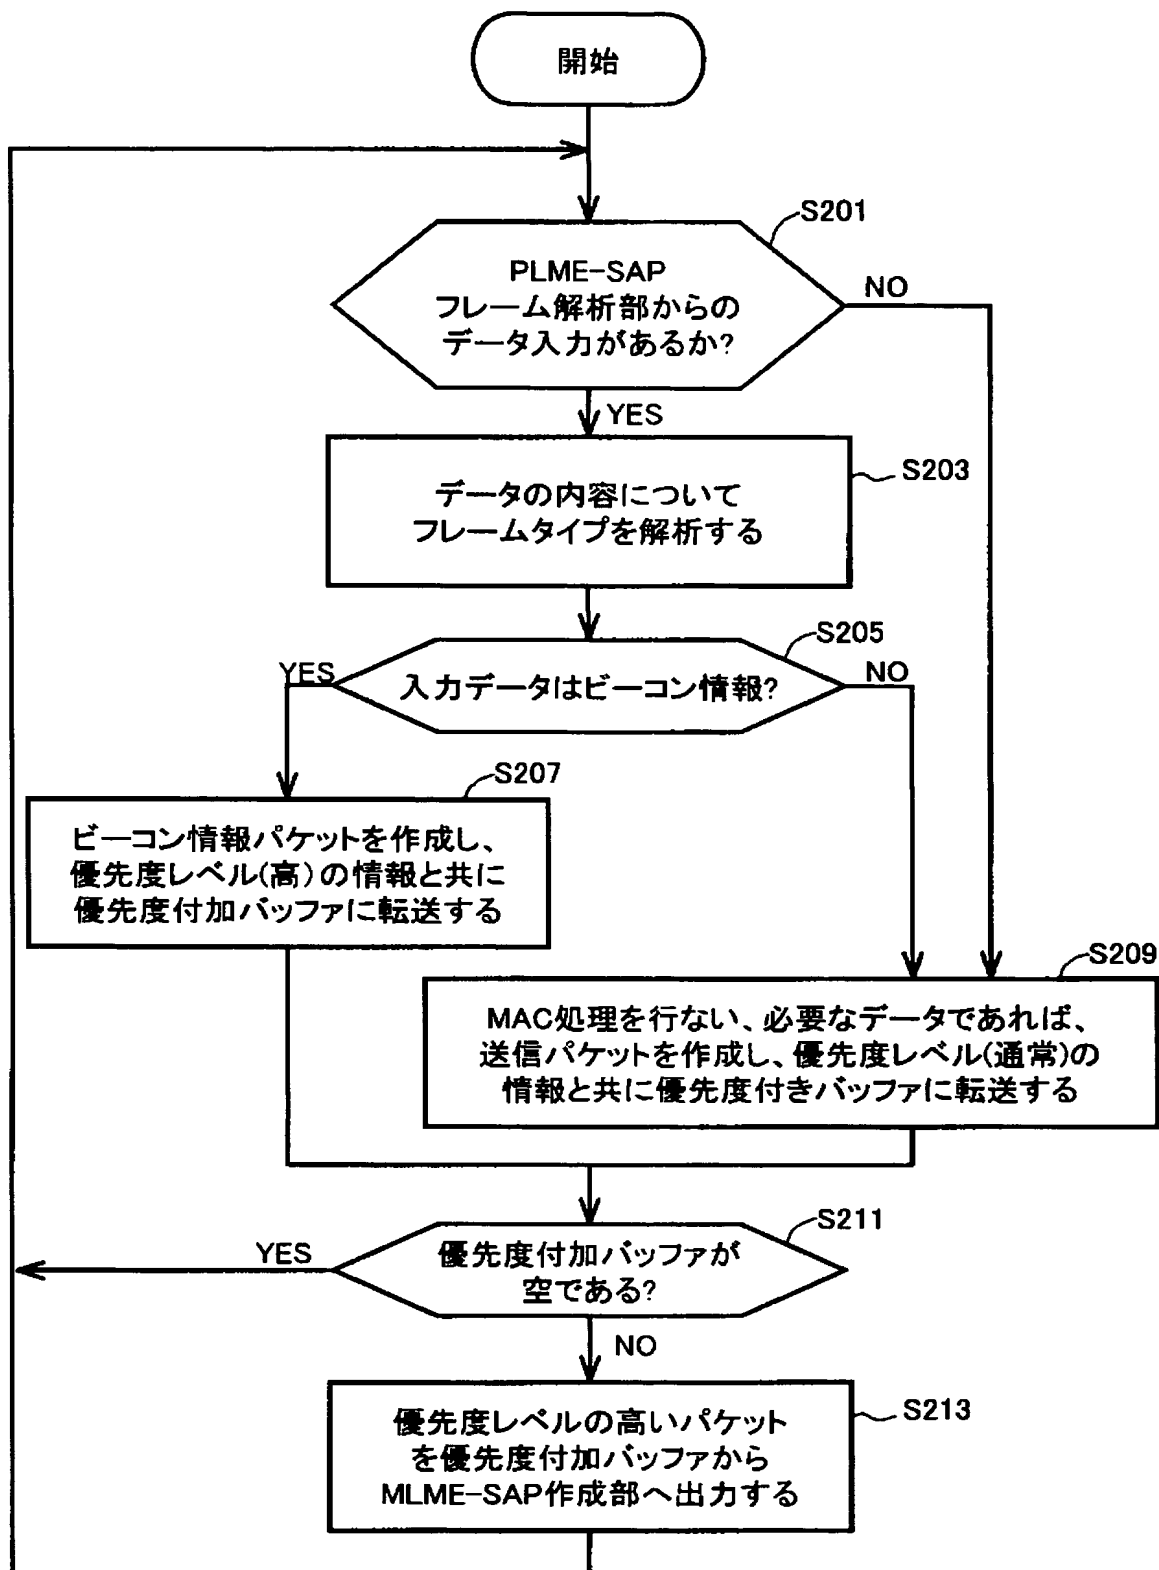 開始
S201
PLME-SAP
フレーム解析部からの
データ入力があるか?
NO
YES
S203
データの内容について
フレームタイプを解析する
S205
YES
入力データはビーコン情報?
NO
S207
ビーコン情報パケットを作成し、
優先度レベル(高)の情報と共に
優先度付加バッファに転送する
S209
MAC処理を行ない、必要なデータであれば、
送信パケットを作成し、優先度レベル(通常)の
情報と共に優先度付きバッファに転送する
S211
YES
優先度付加バッファが
空である?
NO
S213
優先度レベルの高いパケット
を優先度付加バッファから
MLME-SAP作成部へ出力する